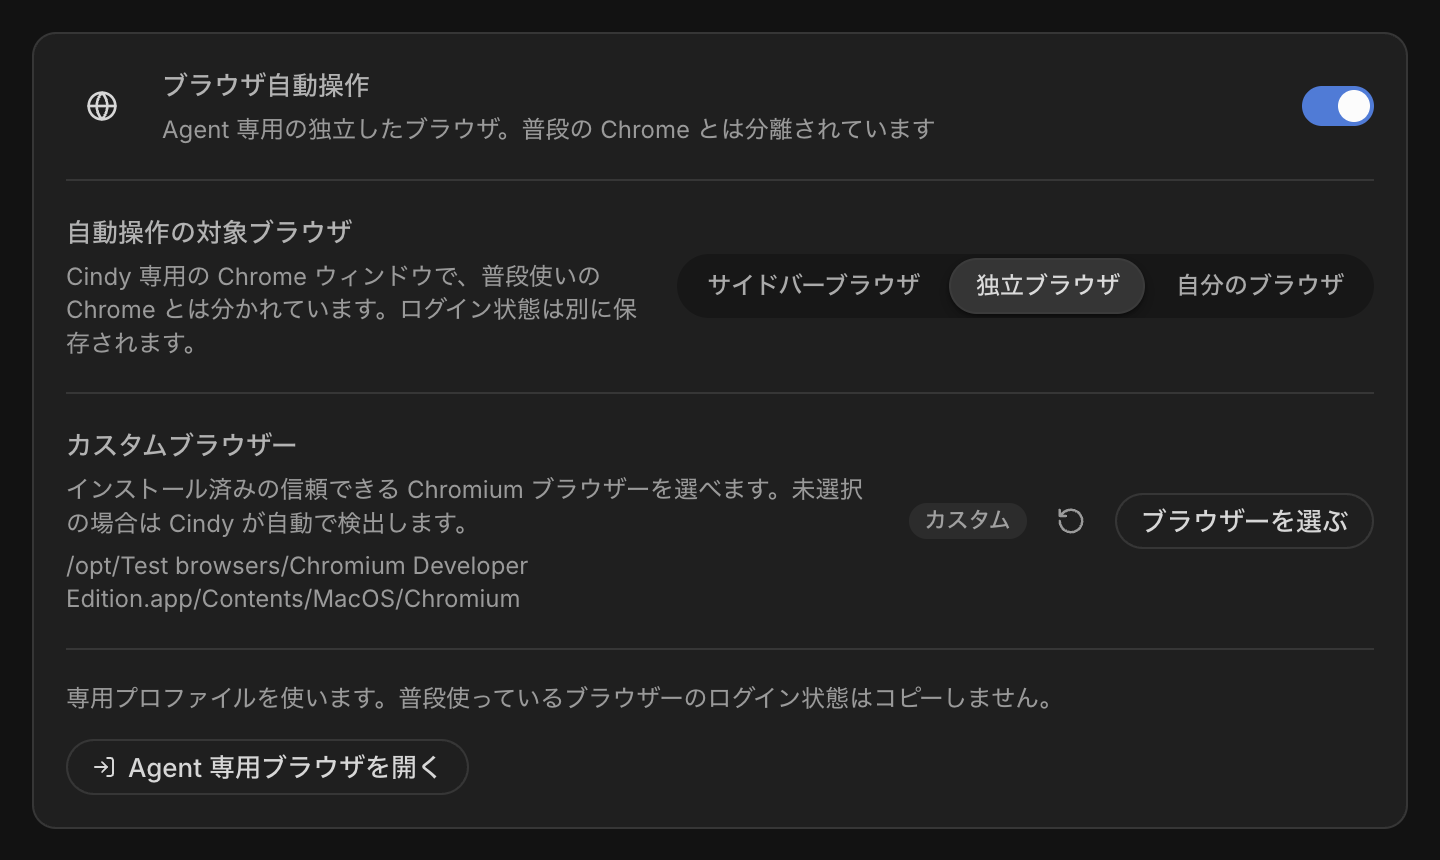 ブラウザ自動操作
Agent 専用の独立したブラウザ。普段の Chrome とは分離されています
自動操作の対象ブラウザ
Cindy 専用の Chrome ウィンドウで、普段使いの
Chrome とは分かれています。ログイン状態は別に保
存されます。
サイドバーブラウザ
独立ブラウザ
自分のブラウザ
カスタムブラウザー
インストール済みの信頼できる Chromium ブラウザーを選べます。未選択
の場合は Cindy が自動で検出します。
/opt/Test browsers/Chromium Developer
Edition.app/Contents/MacOS/Chromium
カスタム
ブラウザーを選ぶ
専用プロファイルを使います。普段使っているブラウザーのログイン状態はコピーしません。
Agent 専用ブラウザを開く